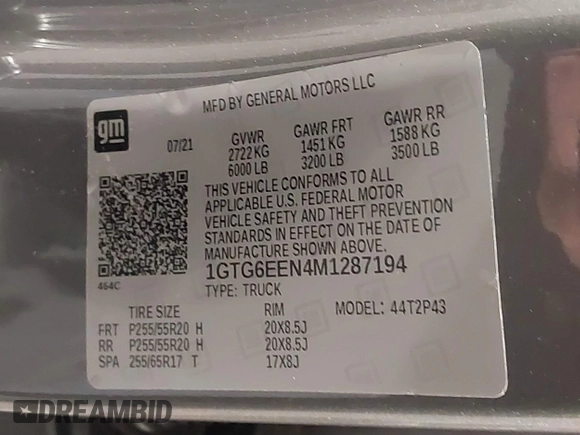 gm
MFD BY GENERAL MOTORS LLC
07/21
GVWR
2722 KG
6000 LB
GAWR FRT
1451 KG
3200 LB
GAWR RR
1588 KG
3500 LB
THIS VEHICLE CONFORMS TO ALL
APPLICABLE U.S. FEDERAL MOTOR
VEHICLE SAFETY AND THEFT PREVENTION
STANDARDS IN EFFECT ON THE DATE OF
MANUFACTURE SHOWN ABOVE.
464C
1GTG6EEN4M1287194
TYPE: TRUCK
TIRE SIZE RIM MODEL: 44T2P43
FRT P255/55R20 H 20X8.5J
RR P255/55R20 H 20X8.5J
SPA 255/65R17 T 17X8J
DREAMBID